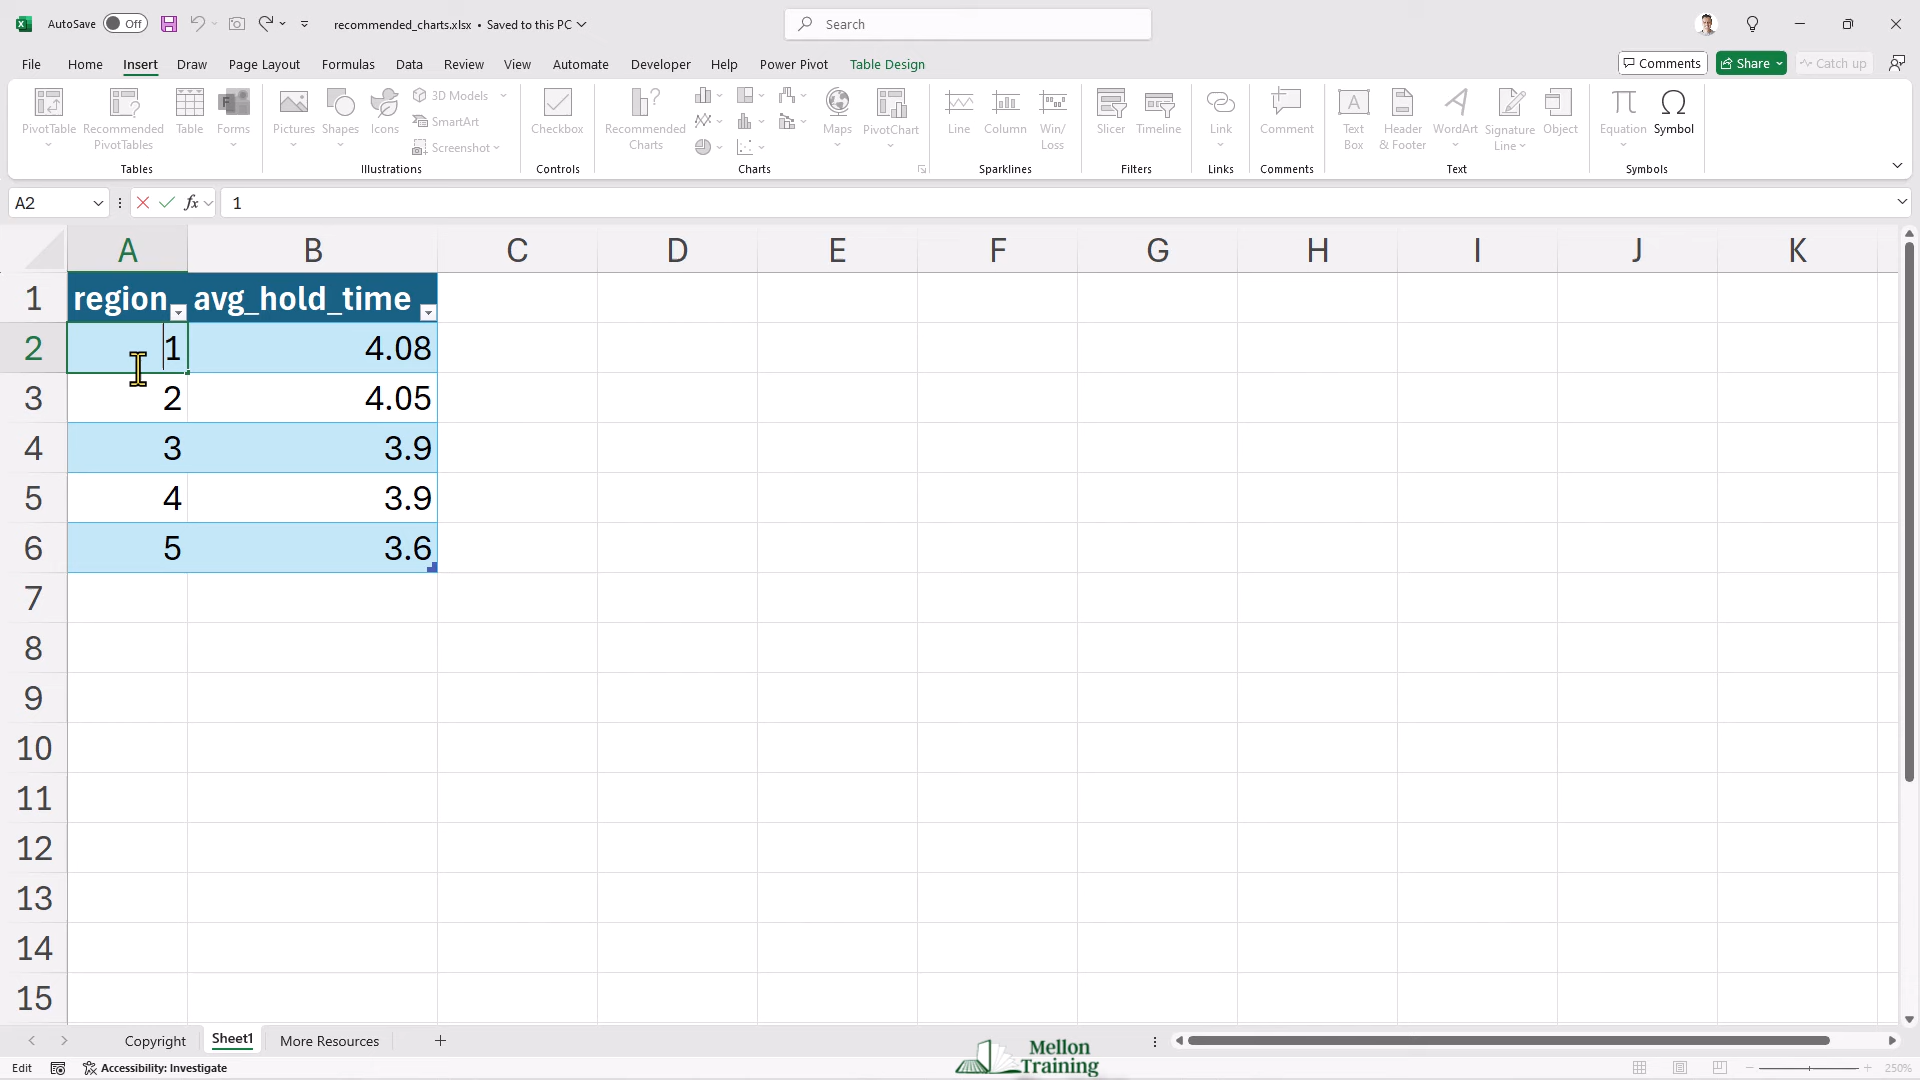 AutoSave Off recommended_charts.xlsx • Saved to this PC Search
File Home Insert Draw Page Layout Formulas Data Review View Automate Developer Help Power Pivot Table Design Comments Share Catch up
PivotTable Recommended PivotTables Table Forms Pictures Shapes Icons 3D Models SmartArt Screenshot Checkbox Recommended Charts Maps PivotChart Line Column Win/Loss Slicer Timeline Link Comment Text Box Header & Footer WordArt Signature Line Object Equation Symbol
Tables Illustrations Controls Charts Sparklines Filters Links Comments Text Symbols
A2 fx 1
A B C D E F G H I J K
1 region avg_hold_time
2 1 4.08
3 2 4.05
4 3 3.9
5 4 3.9
6 5 3.6
7
8
9
10
11
12
13
14
15
Copyright Sheet1 More Resources
Mellon
Training
Edit Accessibility: Investigate 250%